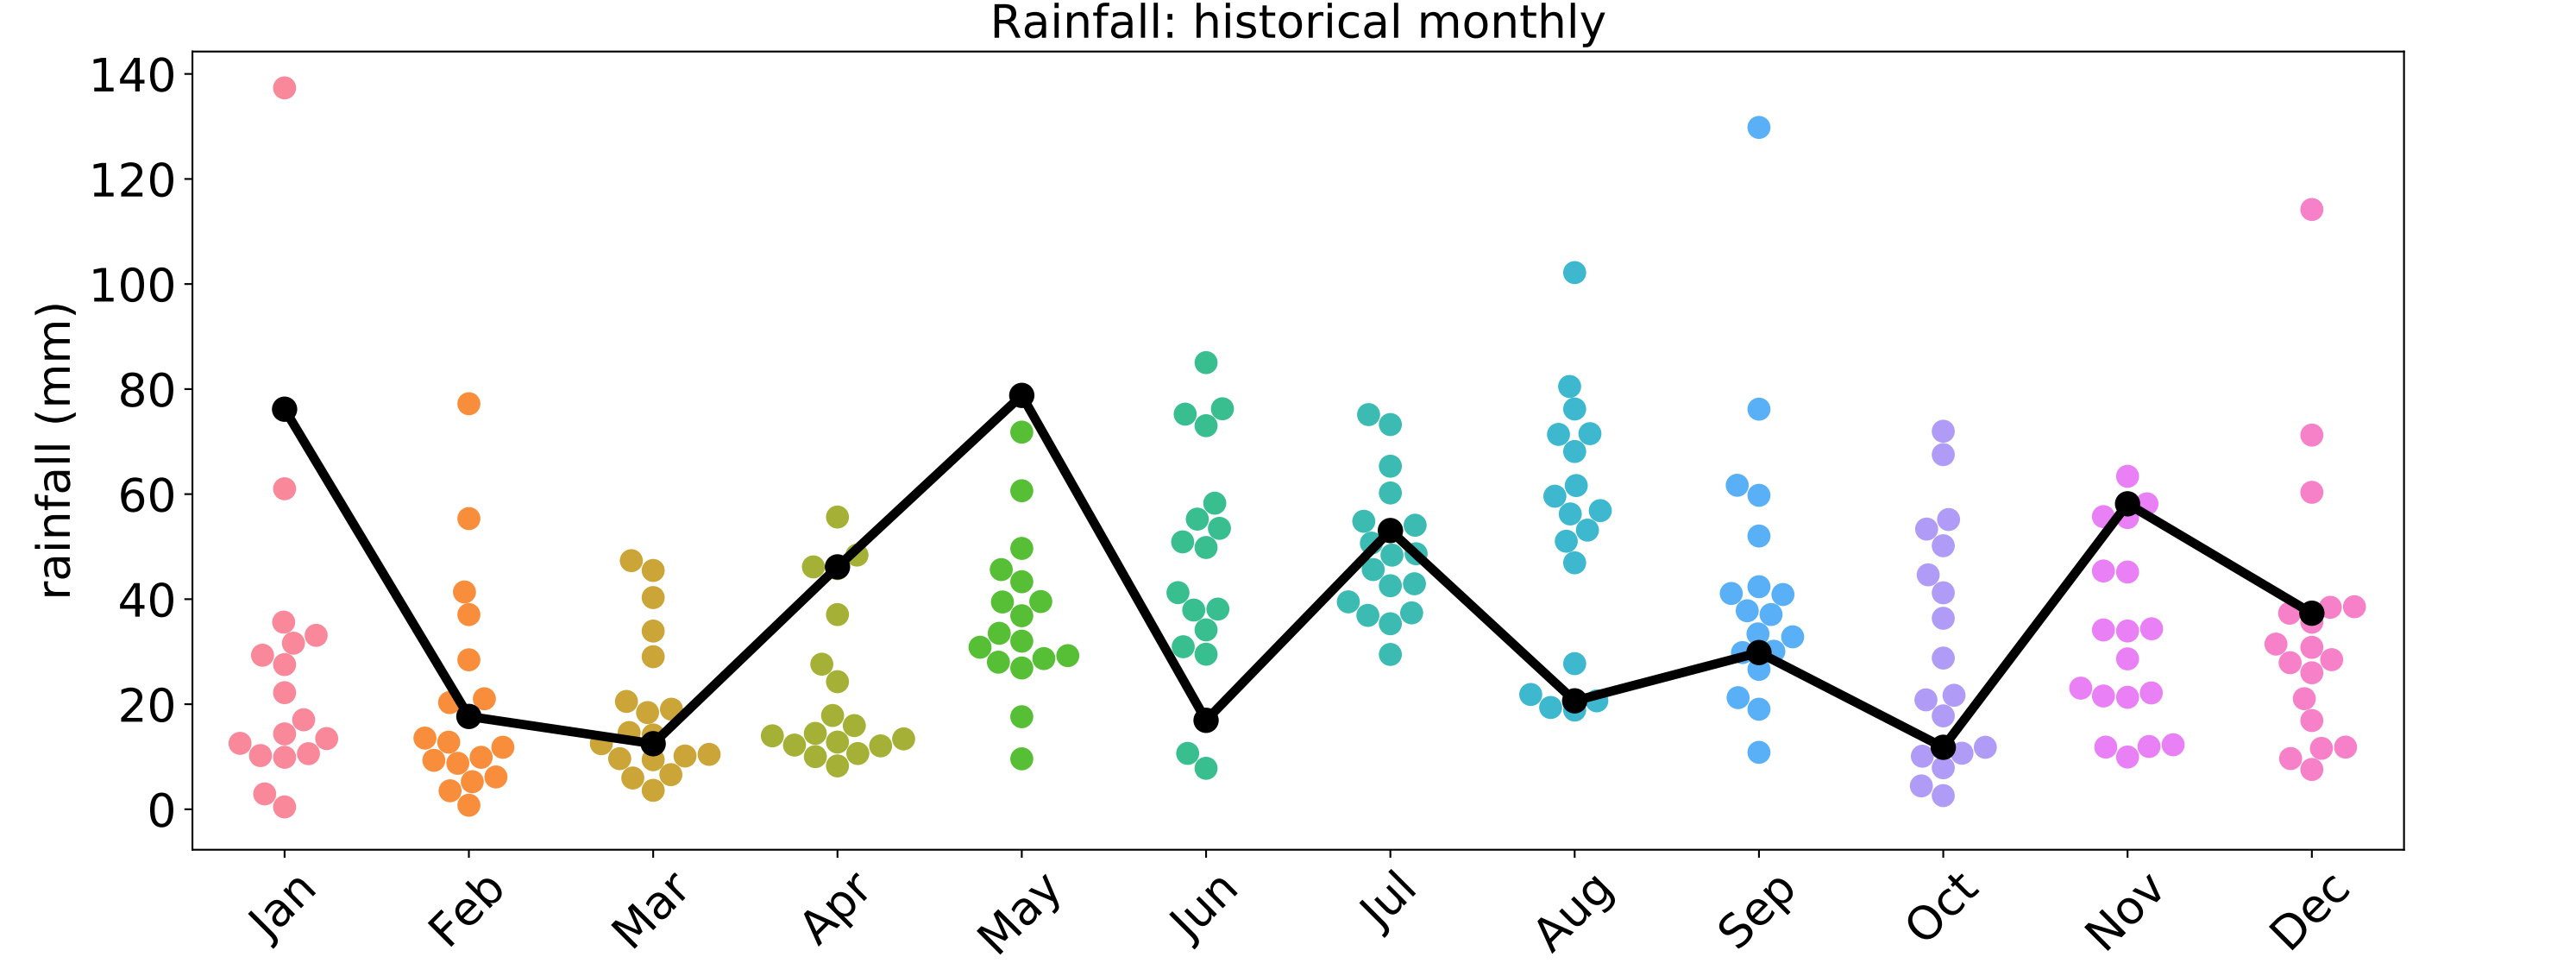 Rainfall: historical monthly
rainfall (mm)
140
120
100
80
60
40
20
0
Jan
Feb
Mar
Apr
May
Jun
Jul
Aug
Sep
Oct
Nov
Dec